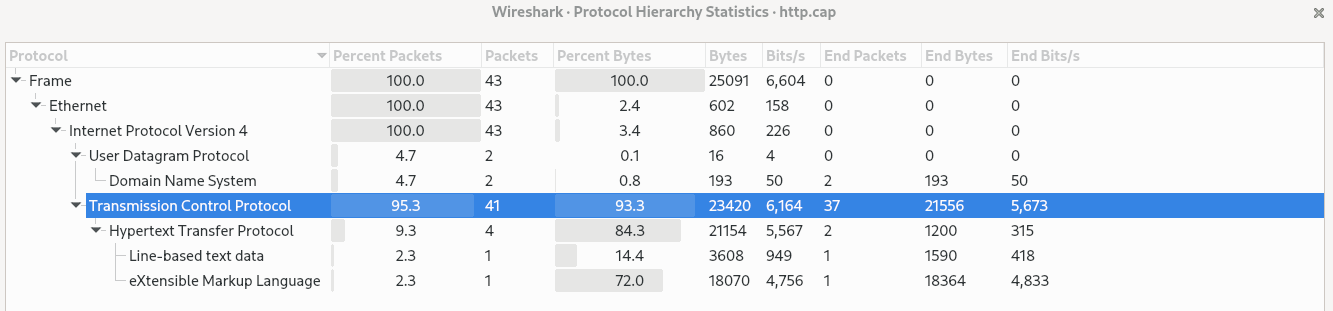 Wireshark · Protocol Hierarchy Statistics · http.cap
Protocol Percent Packets Packets Percent Bytes Bytes Bits/s End Packets End Bytes End Bits/s
Frame 100.0 43 100.0 25091 6,604 0 0 0
Ethernet 100.0 43 2.4 602 158 0 0 0
Internet Protocol Version 4 100.0 43 3.4 860 226 0 0 0
User Datagram Protocol 4.7 2 0.1 16 4 0 0 0
Domain Name System 4.7 2 0.8 193 50 2 193 50
Transmission Control Protocol 95.3 41 93.3 23420 6,164 37 21556 5,673
Hypertext Transfer Protocol 9.3 4 84.3 21154 5,567 2 1200 315
Line-based text data 2.3 1 14.4 3608 949 1 1590 418
eXtensible Markup Language 2.3 1 72.0 18070 4,756 1 18364 4,833